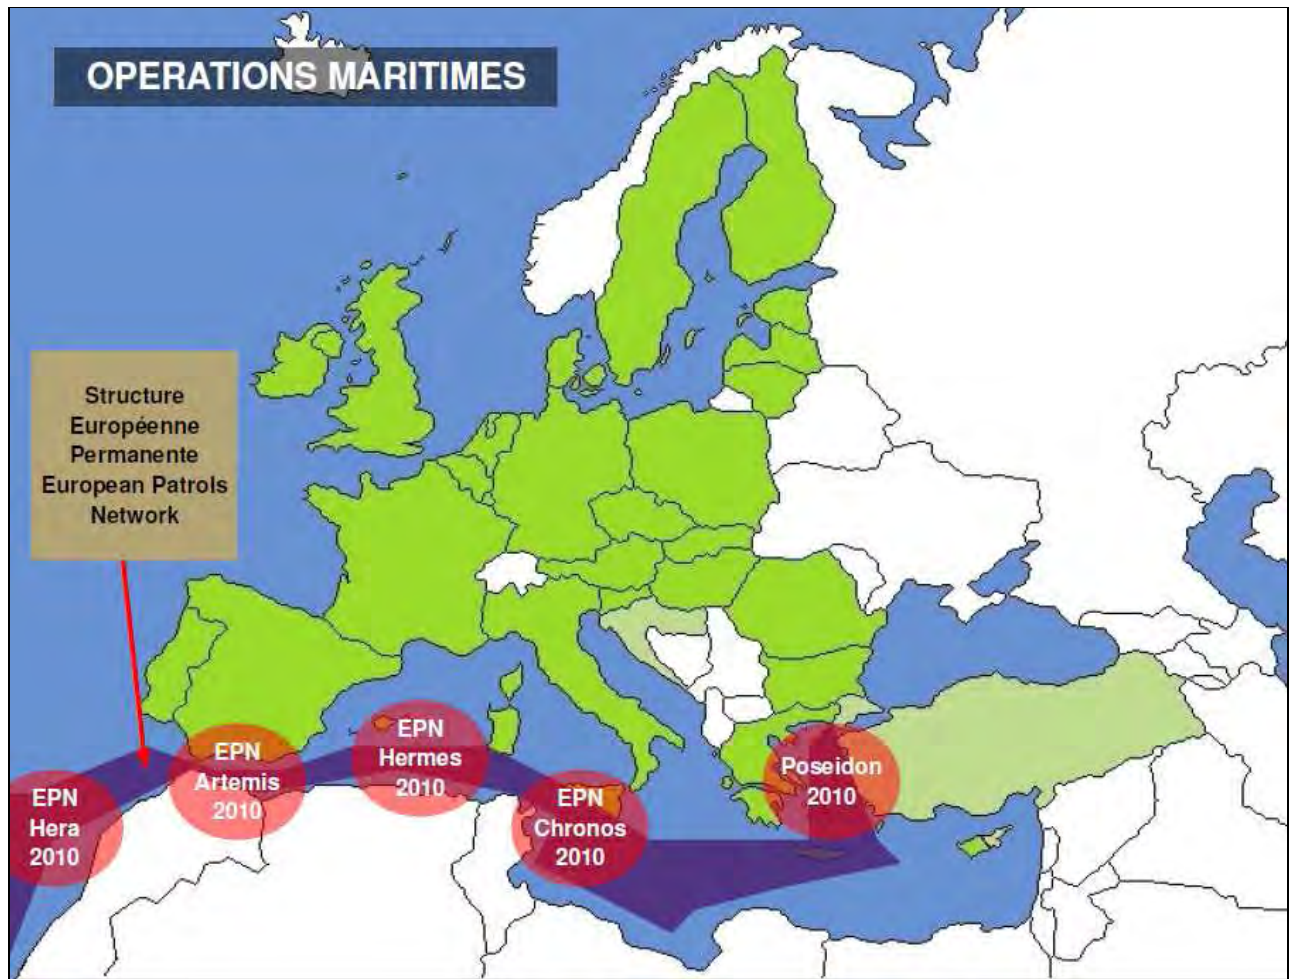 OPERATIONS MARITIMES
Structure
Européenne
Permanente
European Patrols
Network
EPN
Hera
2010
EPN
Artemis
2010
EPN
Hermes
2010
EPN
Chronos
2010
Poseidon
2010